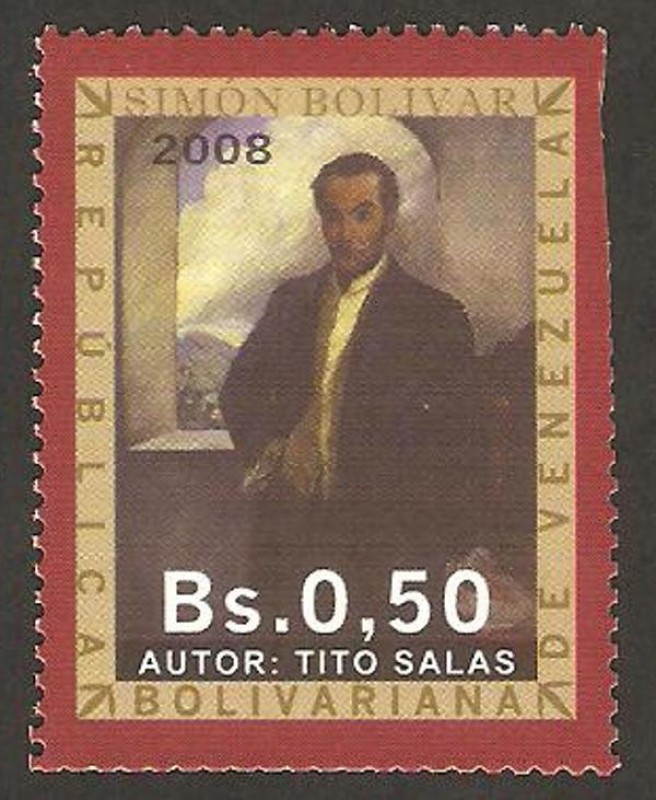 SIMÓN BOLÍVAR
2008
REPÚBLICA
BOLIVARIANA
DE VENEZUELA
Bs.0,50
AUTOR: TITO SALAS